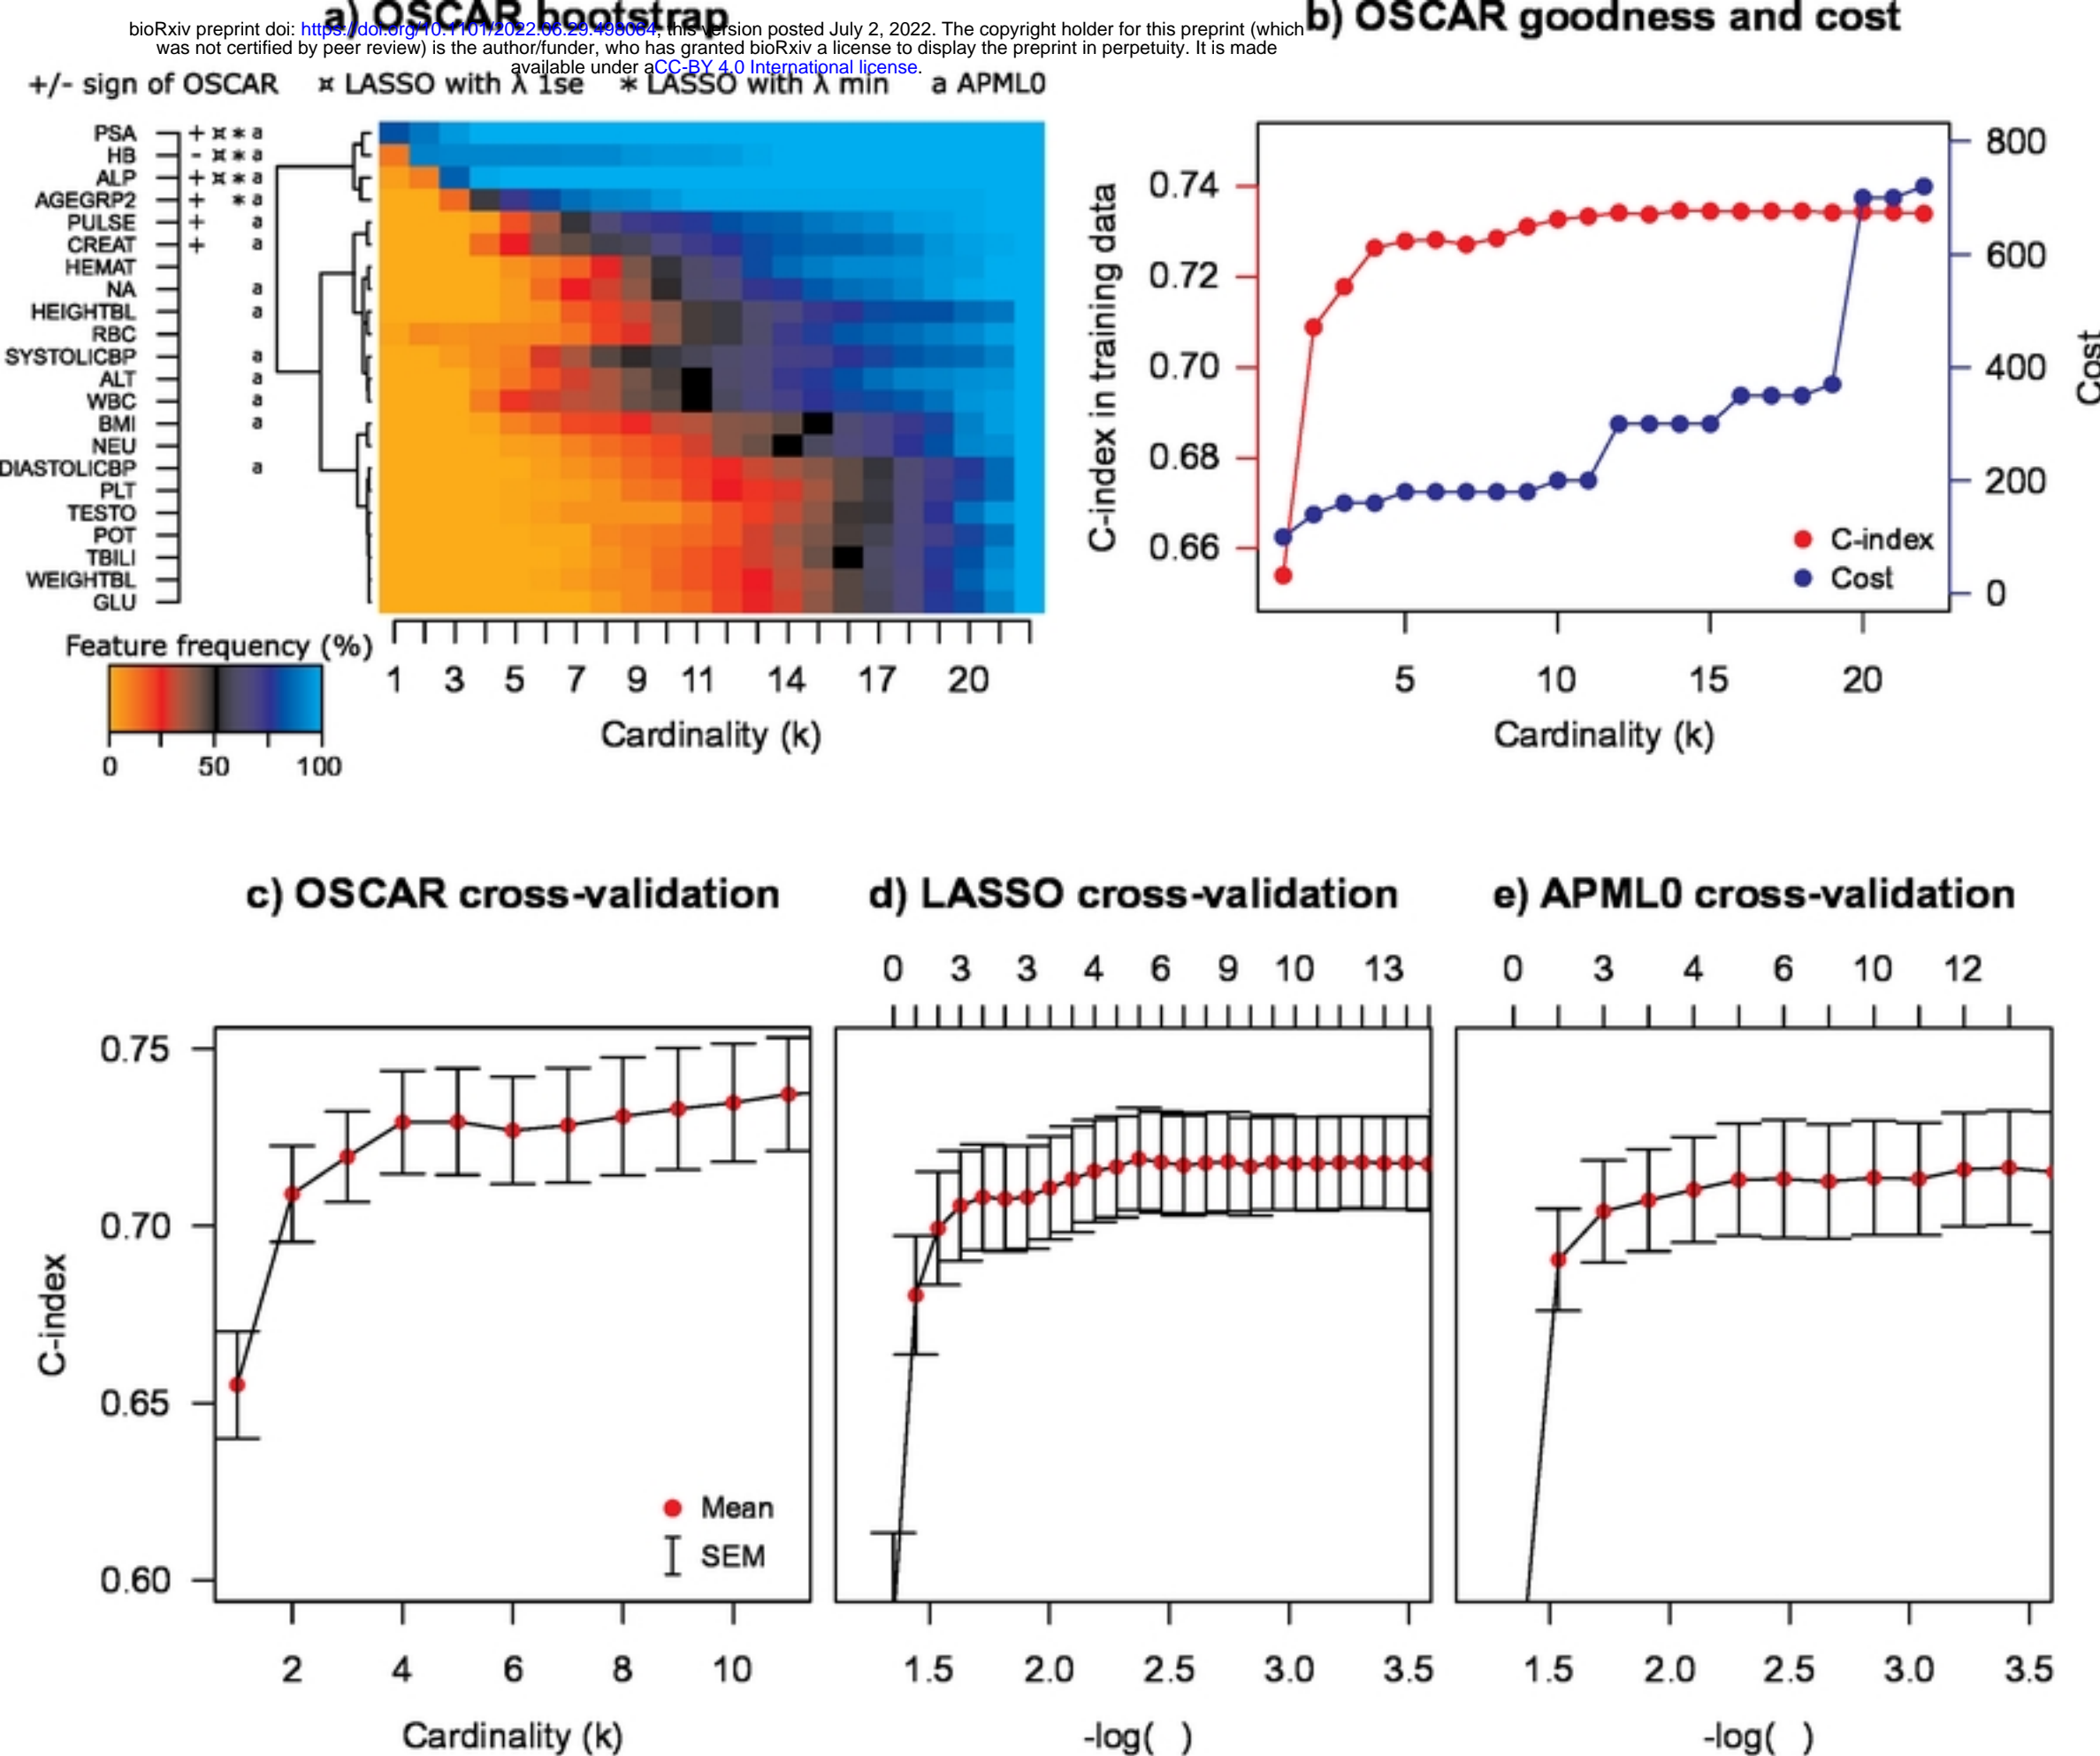 a) OSCAR bootstrap
b) OSCAR goodness and cost
bioRxiv preprint doi: https://doi.org/10.1101/2022.06.29.498064; this version posted July 2, 2022. The copyright holder for this preprint (which
was not certified by peer review) is the author/funder, who has granted bioRxiv a license to display the preprint in perpetuity. It is made
available under aCC-BY 4.0 International license.
+/- sign of OSCAR ¤ LASSO with λ 1se * LASSO with λ min a APML0
PSA + ¤ * a
HB - ¤ * a
ALP + ¤ * a
AGEGRP2 + * a
PULSE + a
CREAT + a
HEMAT
NA a
HEIGHTBL a
RBC
SYSTOLICBP a
ALT a
WBC a
BMI a
NEU
DIASTOLICBP a
PLT
TESTO
POT
TBILI
WEIGHTBL
GLU
Feature frequency (%)
0 50 100
1 3 5 7 9 11 14 17 20
Cardinality (k)
C-index in training data
0.74
0.72
0.70
0.68
0.66
800
600
400
200
0
Cost
C-index
Cost
5 10 15 20
Cardinality (k)
c) OSCAR cross-validation
d) LASSO cross-validation
e) APML0 cross-validation
0 3 3 4 6 9 10 13
0 3 4 6 10 12
C-index
0.75
0.70
0.65
0.60
Mean
SEM
2 4 6 8 10
1.5 2.0 2.5 3.0 3.5
1.5 2.0 2.5 3.0 3.5
Cardinality (k)
-log( )
-log( )